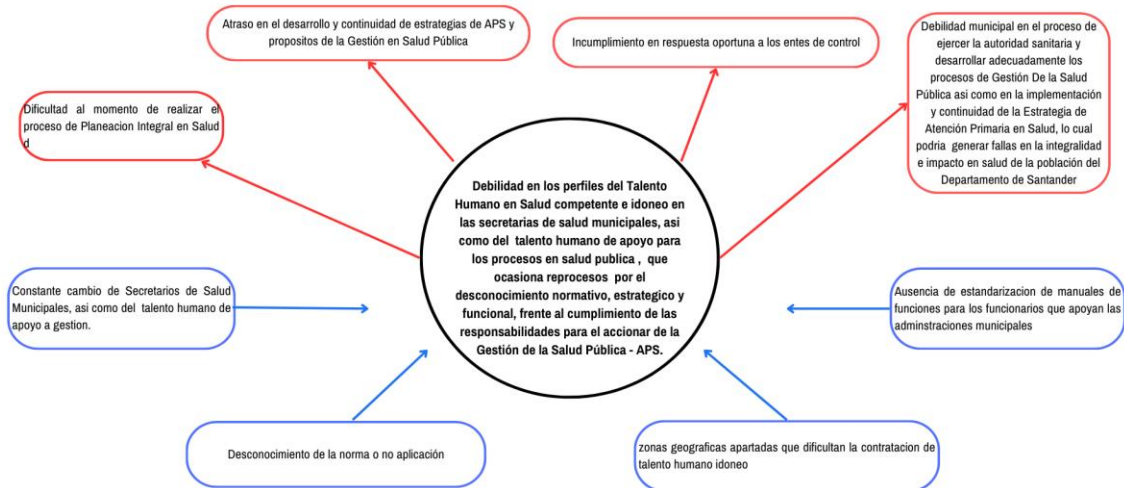 Atraso en el desarrollo y continuidad de estrategias de APS y
propositos de la Gestión en Salud Pública
Incumplimiento en respuesta oportuna a los entes de control
Debilidad municipal en el proceso de
ejercer la autoridad sanitaria y
desarrollar adecuadamente los
procesos de Gestión De la Salud
Pública asi como en la implementación
y continuidad de la Estrategia de
Atención Primaria en Salud, lo cual
podria generar fallas en la integralidad
e impacto en salud de la población del
Departamento de Santander
Dificultad al momento de realizar el
proceso de Planeacion Integral en Salud
d
Debilidad en los perfiles del Talento
Humano en Salud competente e idoneo en
las secretarias de salud municipales, asi
como del talento humano de apoyo para
los procesos en salud publica , que
ocasiona reprocesos por el
desconocimiento normativo, estrategico y
funcional, frente al cumplimiento de las
responsabilidades para el accionar de la
Gestión de la Salud Pública - APS.
Constante cambio de Secretarios de Salud
Municipales, asi como del talento humano de
apoyo a gestion.
Ausencia de estandarizacion de manuales de
funciones para los funcionarios que apoyan las
adminstraciones municipales
Desconocimiento de la norma o no aplicación
zonas geograficas apartadas que dificultan la contratacion de
talento humano idoneo